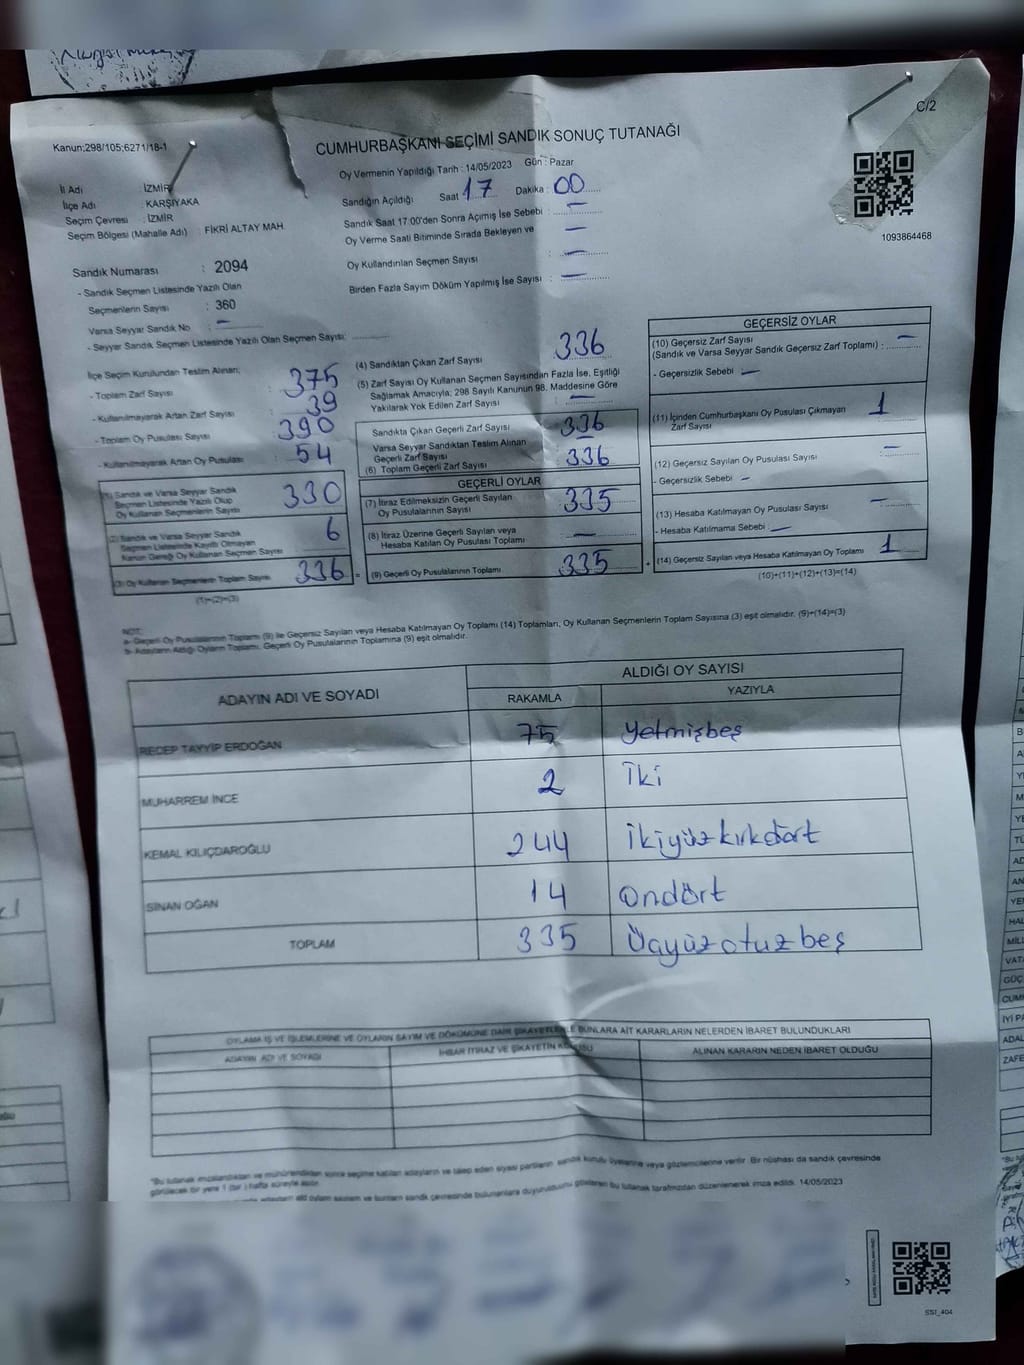 C/2
Kanun;298/105;6271/18-1
CUMHURBAŞKANI SEÇİMİ SANDIK SONUÇ TUTANAĞI
Oy Vermenin Yapıldığı Tarih : 14/05/2023 Gün : Pazar
İl Adı : İZMİR
İlçe Adı : KARŞIYAKA
Seçim Çevresi : İZMİR
Seçim Bölgesi (Mahalle Adı) : FİKRİ ALTAY MAH.
Sandığın Açıldığı Saat 17 Dakika : 00
Sandık Saat 17:00'den Sonra Açımış İse Sebebi : —
Oy Verme Saati Bitiminde Sırada Bekleyen ve —
Oy Kullandırılan Seçmen Sayısı : —
Birden Fazla Sayım Döküm Yapılmış İse Sayısı : —
1093864468
Sandık Numarası : 2094
- Sandık Seçmen Listesinde Yazılı Olan
Seçmenlerin Sayısı : 360
Varsa Seyyar Sandık No : —
- Seyyar Sandık Seçmen Listesinde Yazılı Olan Seçmen Sayısı:
İlçe Seçim Kurulundan Teslim Alınan;
- Toplam Zarf Sayısı : 375
- Kullanılmayarak Artan Zarf Sayısı : 39
- Toplam Oy Pusulası Sayısı : 390
- Kullanılmayarak Artan Oy Pusulası : 54
(1) Sandık ve Varsa Seyyar Sandık
Seçmen Listesinde Yazılı Olup
Oy Kullanan Seçmenlerin Sayısı 330
(2) Sandık ve Varsa Seyyar Sandık
Seçmen Listesinde Kayıtlı Olmayan
Kanun Gereği Oy Kullanan Seçmen Sayısı 6
(3) Oy Kullanan Seçmenlerin Toplam Sayısı 336
(1)+(2)=(3)
(4) Sandıktan Çıkan Zarf Sayısı 336
(5) Zarf Sayısı Oy Kullanan Seçmen Sayısından Fazla İse, Eşitliği
Sağlamak Amacıyla; 298 Sayılı Kanunun 98. Maddesine Göre
Yakılarak Yok Edilen Zarf Sayısı : —
Sandıkta Çıkan Geçerli Zarf Sayısı 336
Varsa Seyyar Sandıktan Teslim Alınan
Geçerli Zarf Sayısı —
(6) Toplam Geçerli Zarf Sayısı 336
GEÇERLİ OYLAR
(7) İtiraz Edilmeksizin Geçerli Sayılan
Oy Pusulasının Sayısı 335
(8) İtiraz Üzerine Geçerli Sayılan veya
Hesaba Katılan Oy Pusulası Toplamı —
= (9) Geçerli Oy Pusulalarının Toplamı 335
GEÇERSİZ OYLAR
(10) Geçersiz Zarf Sayısı
(Sandık ve Varsa Seyyar Sandık Geçersiz Zarf Toplamı) : —
- Geçersizlik Sebebi —
(11) İçinden Cumhurbaşkanı Oy Pusulası Çıkmayan
Zarf Sayısı 1
(12) Geçersiz Sayılan Oy Pusulası Sayısı : —
- Geçersizlik Sebebi —
(13) Hesaba Katılmayan Oy Pusulası Sayısı —
- Hesaba Katılmama Sebebi : —
+ (14) Geçersiz Sayılan veya Hesaba Katılmayan Oy Toplamı 1
(10)+(11)+(12)+(13)=(14)
NOT:
a- Geçerli Oy Pusulalarının Toplamı (9) ile Geçersiz Sayılan veya Hesaba Katılmayan Oy Toplamı (14) Toplamları, Oy Kullanan Seçmenlerin Toplam Sayısına (3) eşit olmalıdır. (9)+(14)=(3)
b- Adayların Aldığı Oyların Toplamı, Geçerli Oy Pusulalarının Toplamına (9) eşit olmalıdır.
ADAYIN ADI VE SOYADI
ALDIĞI OY SAYISI
RAKAMLA YAZIYLA
RECEP TAYYİP ERDOĞAN 75 Yetmişbeş
MUHARREM İNCE 2 İki
KEMAL KILIÇDAROĞLU 244 İkiyüzkırkdört
SİNAN OĞAN 14 Ondört
TOPLAM 335 Üçyüzotuzbeş
OYLAMA İŞ VE İŞLEMLERİNE VE OYLARIN SAYIM VE DÖKÜMÜNE DAİR ŞİKAYETLERLE BUNLARA AİT KARARLARIN NELERDEN İBARET BULUNDUKLARI
ADAYIN ADI VE SOYADI
İHBAR İTİRAZ VE ŞİKAYETİN KONUSU
ALINAN KARARIN NEDEN İBARET OLDUĞU
"Bu tutanak imzalandıktan ve mühürlendikten sonra seçime katılan adayların ve talep eden siyasi partilerin sandık kurulu üyelerine veya gözlemcilerine verilir. Bir nüshası da sandık çevresinde
görülecek bir yere 1 (bir) hafta süreyle asılır.
bu tutanak tarafımızdan düzenlenerek imza edildi. 14/05/2023
SS1_404